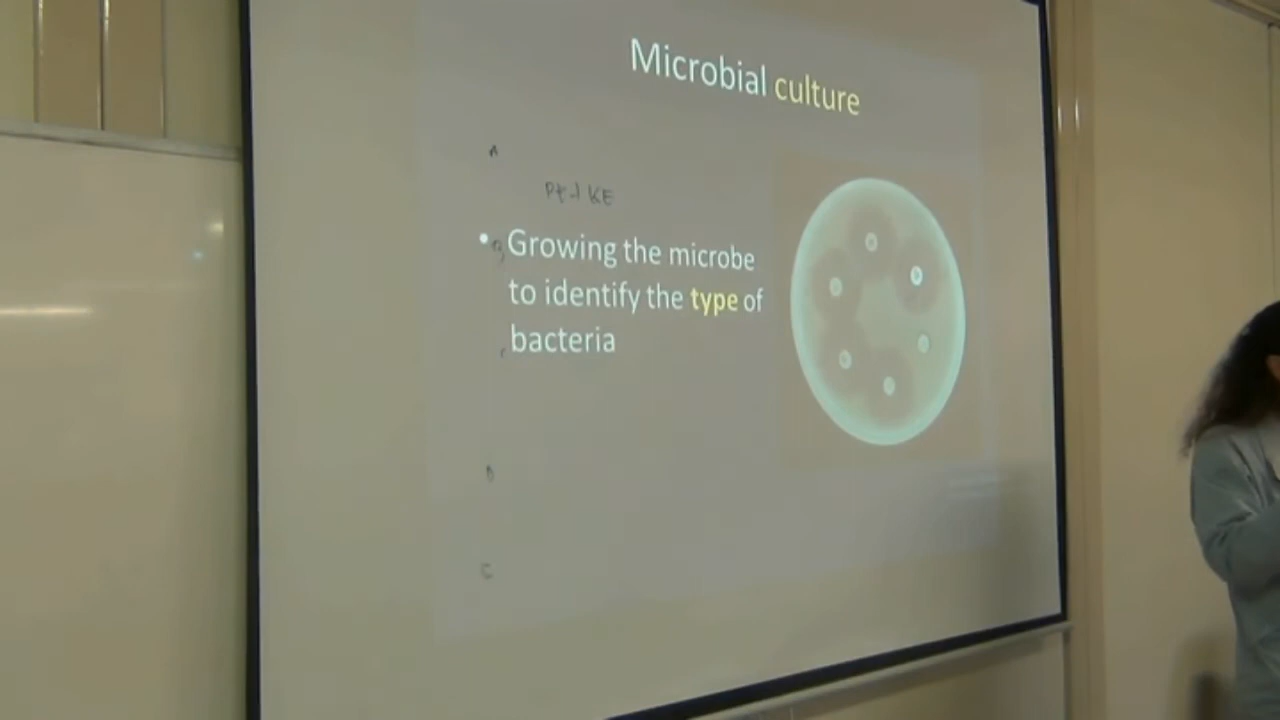 Microbial culture
A
• Growing the microbe
to identify the type of
bacteria